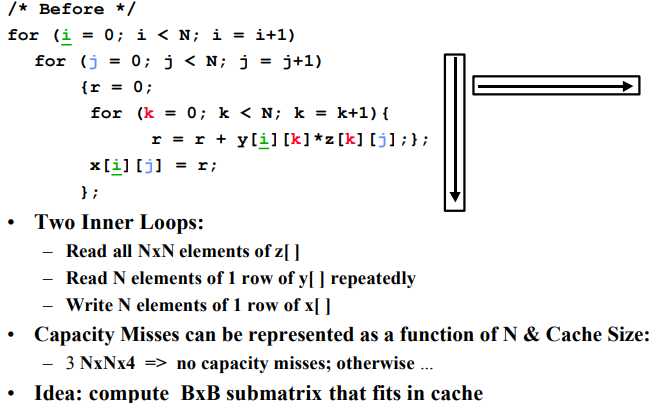 /* Before */
for (i = 0; i < N; i = i+1)
for (j = 0; j < N; j = j+1)
{r = 0;
for (k = 0; k < N; k = k+1){
r = r + y[i][k]*z[k][j];};
x[i][j] = r;
};
• Two Inner Loops:
– Read all NxN elements of z[ ]
– Read N elements of 1 row of y[ ] repeatedly
– Write N elements of 1 row of x[ ]
• Capacity Misses can be represented as a function of N & Cache Size:
– 3 NxNx4 => no capacity misses; otherwise ...
• Idea: compute BxB submatrix that fits in cache